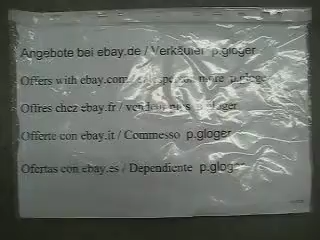 Angebote bei ebay.de / Verkäufer p.gloger
Offers with ebay.com / p.gloger
Offres chez ebay.fr / p.gloger
Offerte con ebay.it / Commesso p.gloger
Ofertas con ebay.es / Dependiente p.gloger